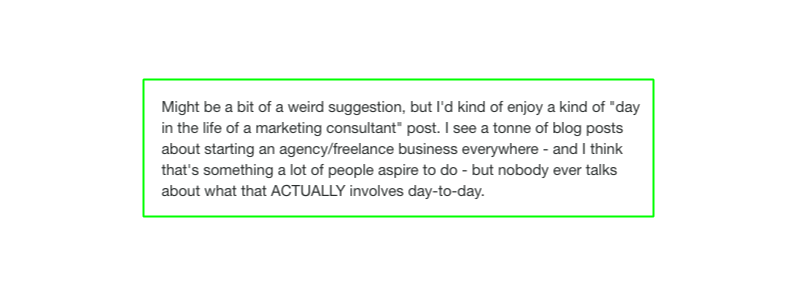 Might be a bit of a weird suggestion, but I'd kind of enjoy a kind of "day
in the life of a marketing consultant" post. I see a tonne of blog posts
about starting an agency/freelance business everywhere - and I think
that's something a lot of people aspire to do - but nobody ever talks
about what that ACTUALLY involves day-to-day.